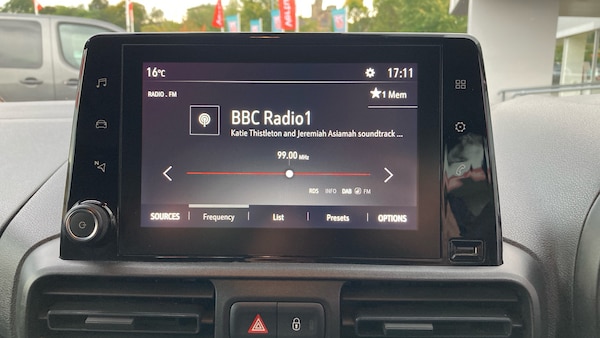 16°C
17:11
RADIO . FM
★1 Mem
BBC Radio1
Katie Thistleton and Jeremiah Asiamah soundtrack ...
99.00 MHz
RDS INFO DAB FM
SOURCES Frequency List Presets OPTIONS
N